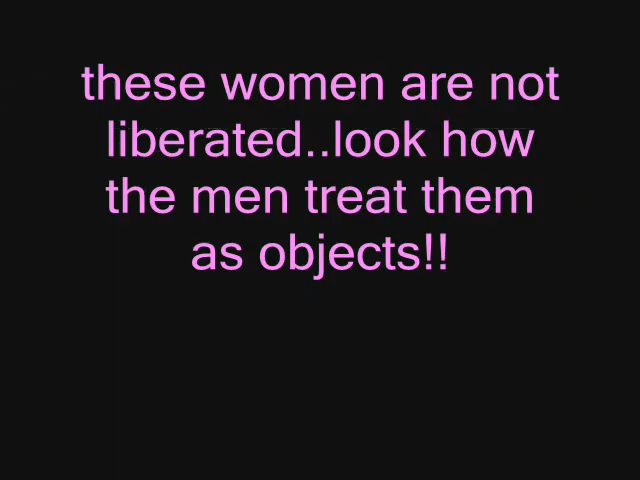 these women are not
liberated..look how
the men treat them
as objects!!